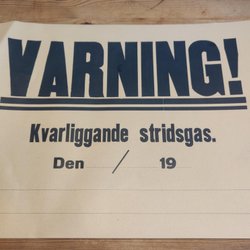 VARNING!
Kvarliggande stridsgas.
Den / 19